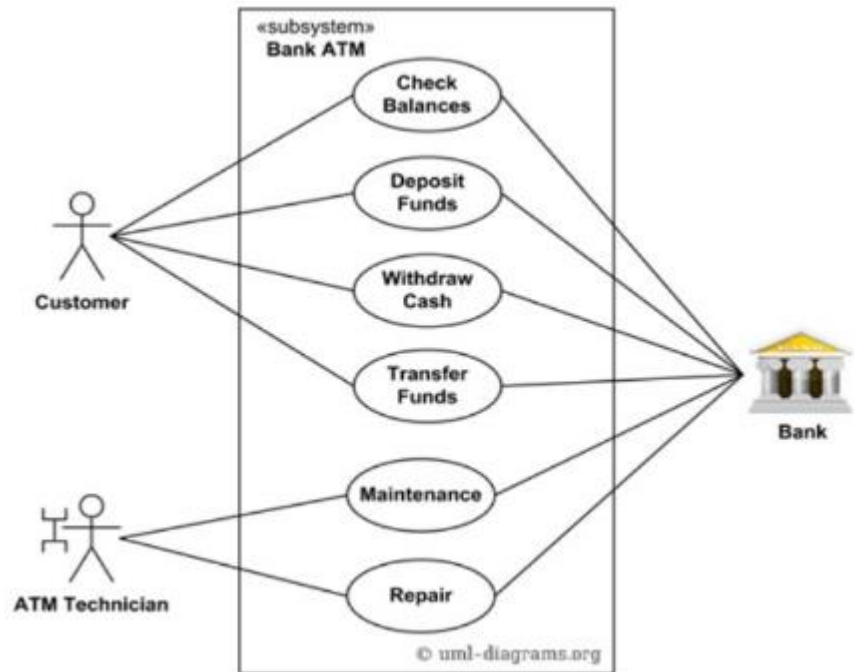 «subsystem»
Bank ATM
Check
Balances
Deposit
Funds
Customer
Withdraw
Cash
Transfer
Funds
Bank
Maintenance
ATM Technician
Repair
© uml-diagrams.org